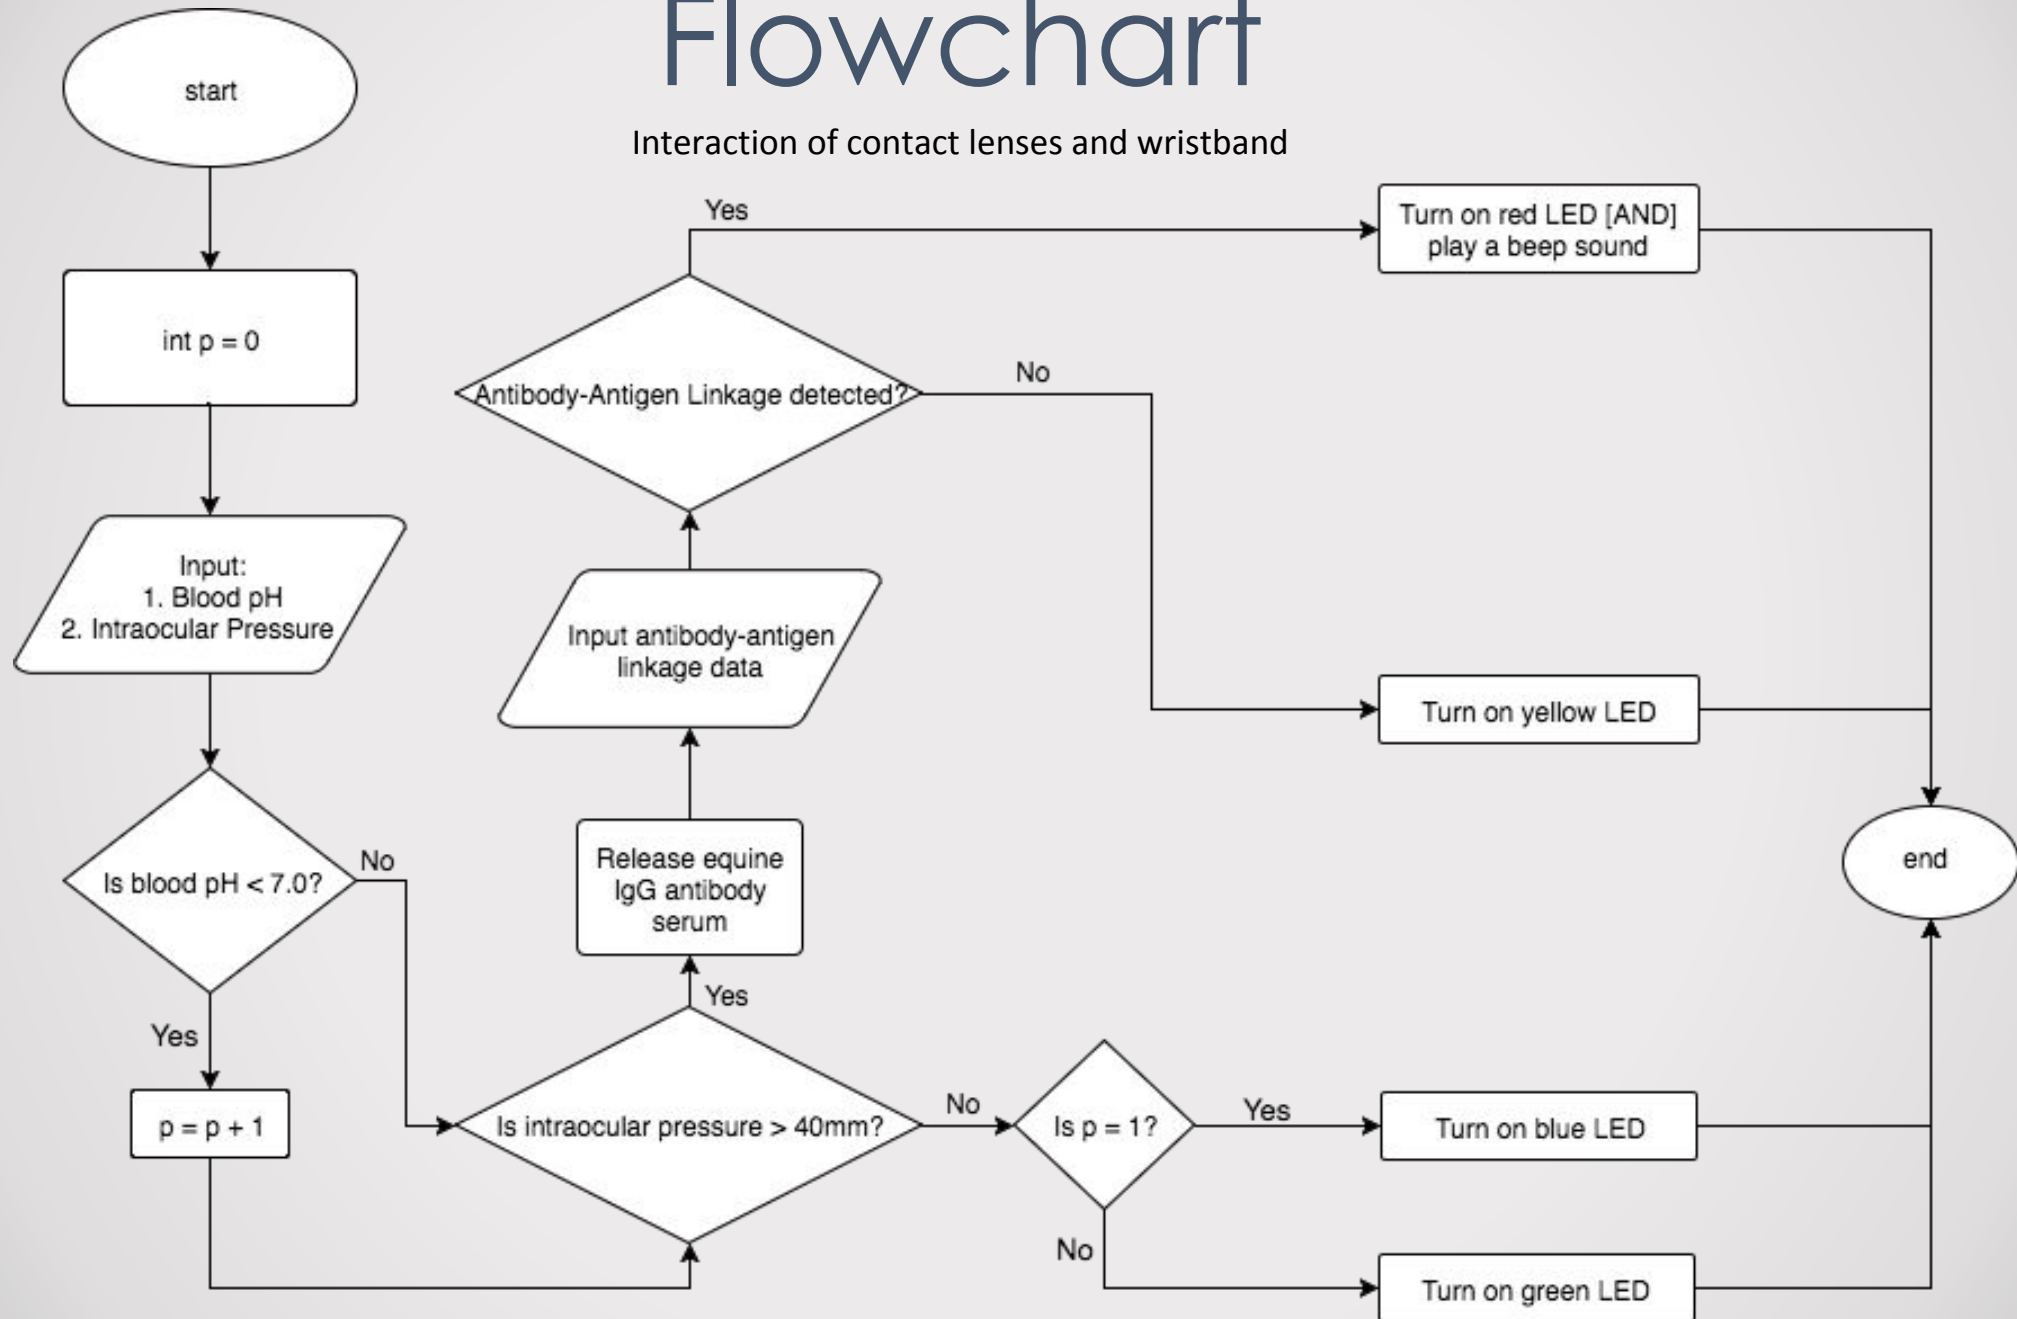 Flowchart
Interaction of contact lenses and wristband
start
int p = 0
Input:
1. Blood pH
2. Intraocular Pressure
Is blood pH < 7.0?
No
Yes
p = p + 1
Is intraocular pressure > 40mm?
Yes
Release equine
IgG antibody
serum
Input antibody-antigen
linkage data
Antibody-Antigen Linkage detected?
Yes
Turn on red LED [AND]
play a beep sound
No
Turn on yellow LED
No
Is p = 1?
Yes
Turn on blue LED
No
Turn on green LED
end